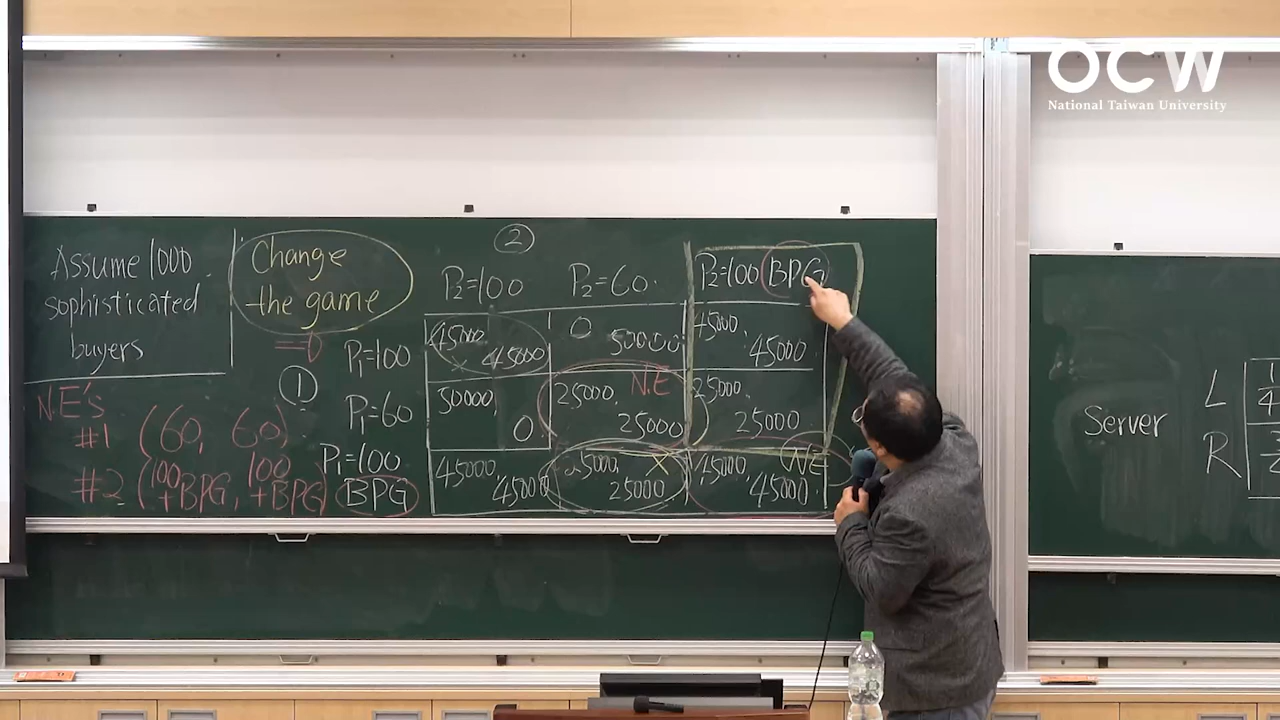 OCW
National Taiwan University
Assume 1000
sophisticated
buyers
Change
the game
N.E's
#1 (60, 60)
#2 (100+BPG, 100+BPG)
①
②
P₂=100 P₂=60. P₂=100 BPG
P₁=100 45000, 45000 0 50000 45000, 45000
P₁=60 50000, 0 25000, 25000 N.E 25000, 25000
P₁=100 BPG 45000, 45000 25000, 25000 X 45000, 45000 NE
Server
L
R